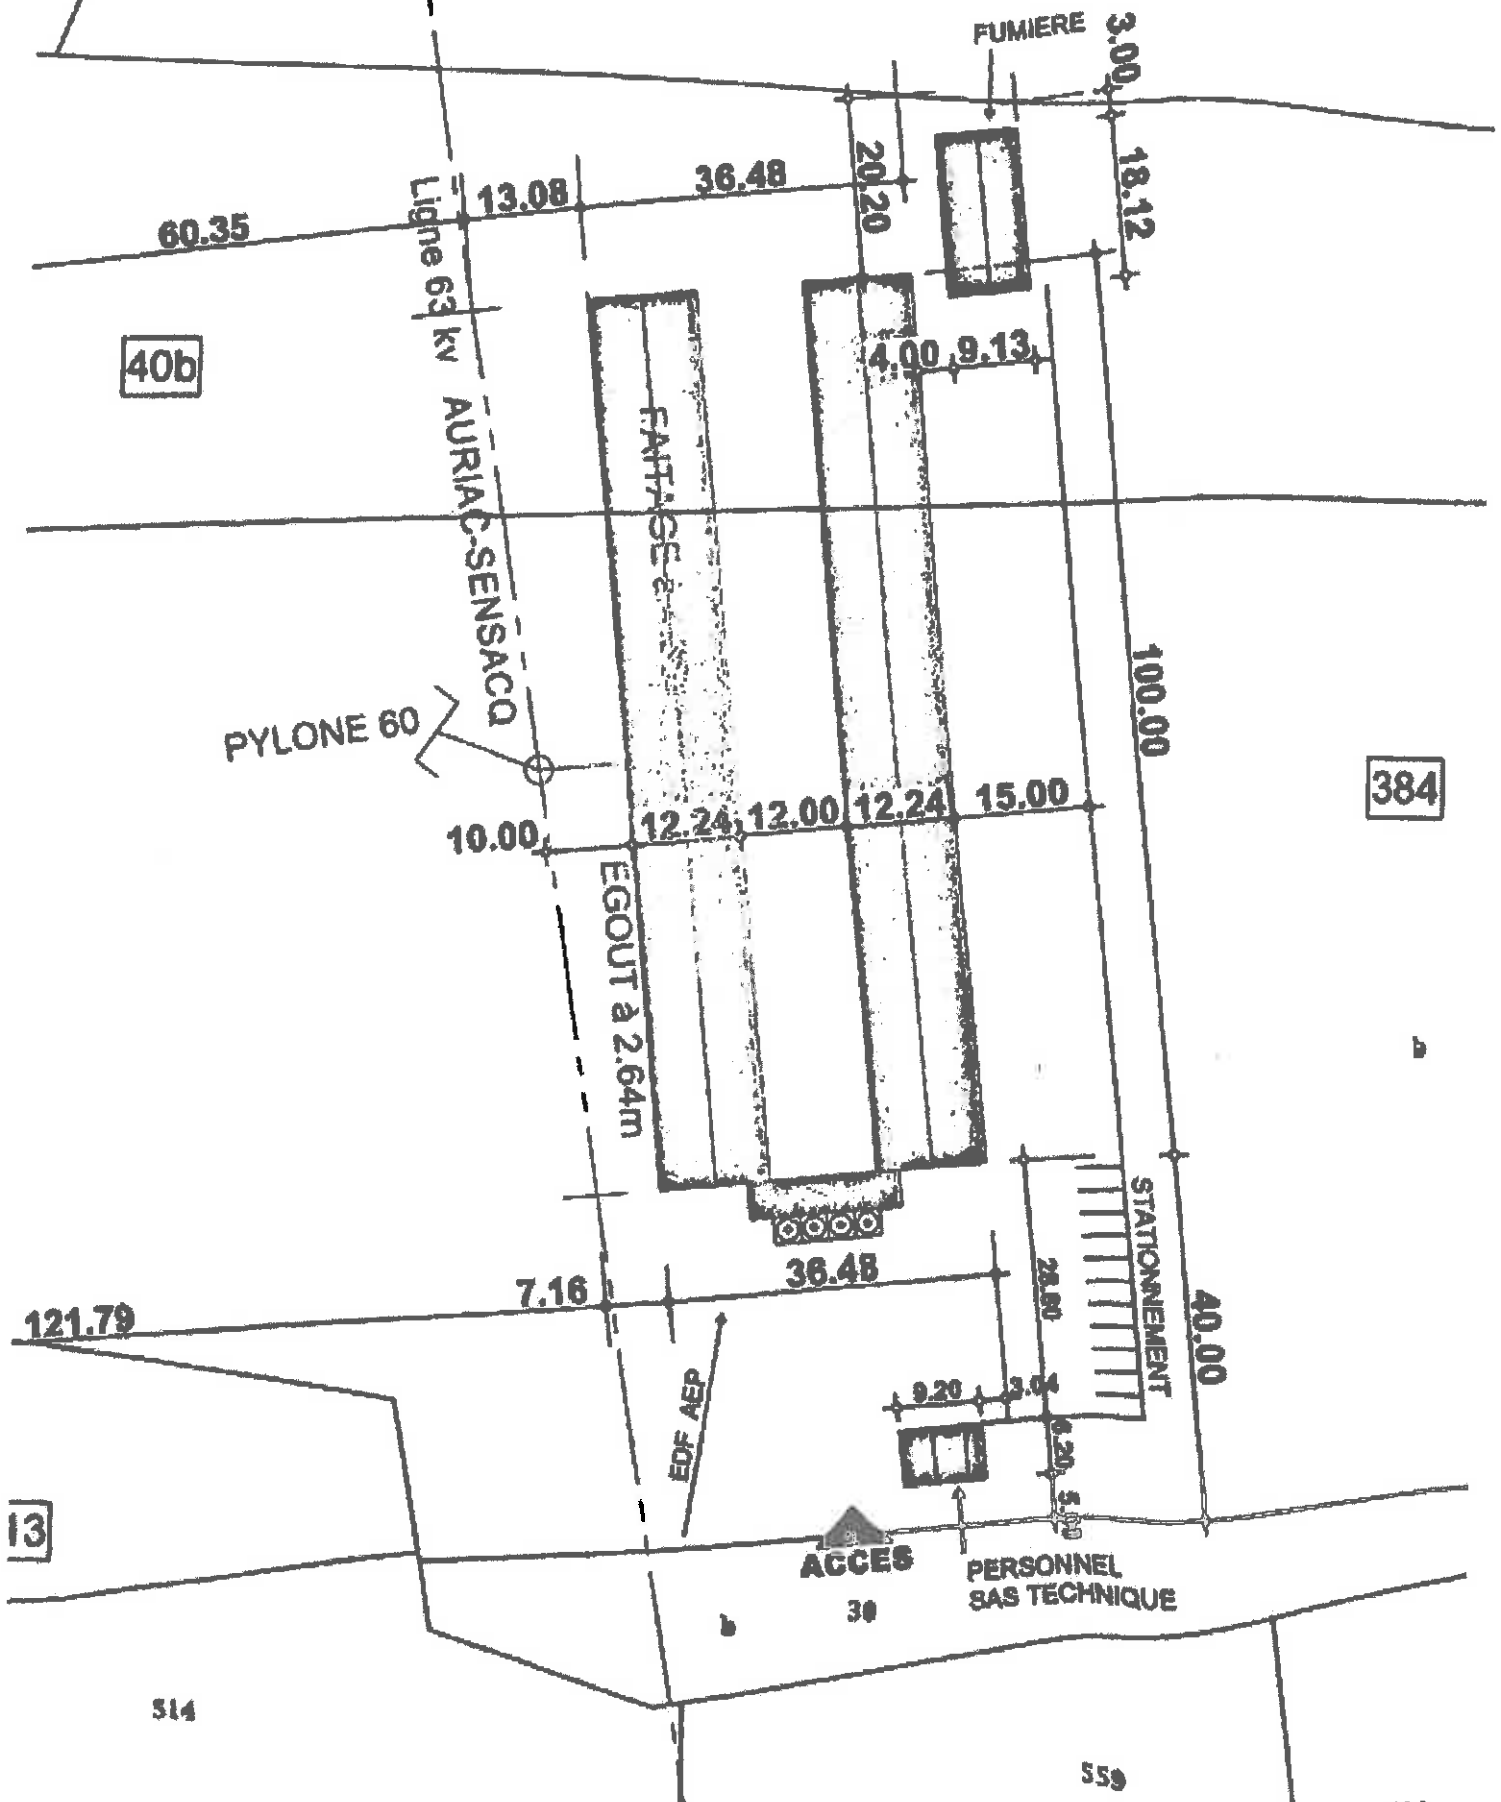 FUMIERE
3.00
18.12
20.20
36.48
13.08
60.35
Ligne 63 kv AURIAC-SENSACQ
40b
4.00
9.13
FAITAGE à
100.00
PYLONE 60
384
10.00
12.24
12.00
12.24
15.00
EGOUT à 2.64m
b
STATIONNEMENT
36.48
7.16
121.79
40.00
9.20
3.04
6.20
EDF AEP
13
ACCES
PERSONNEL
SAS TECHNIQUE
b
30
514
559